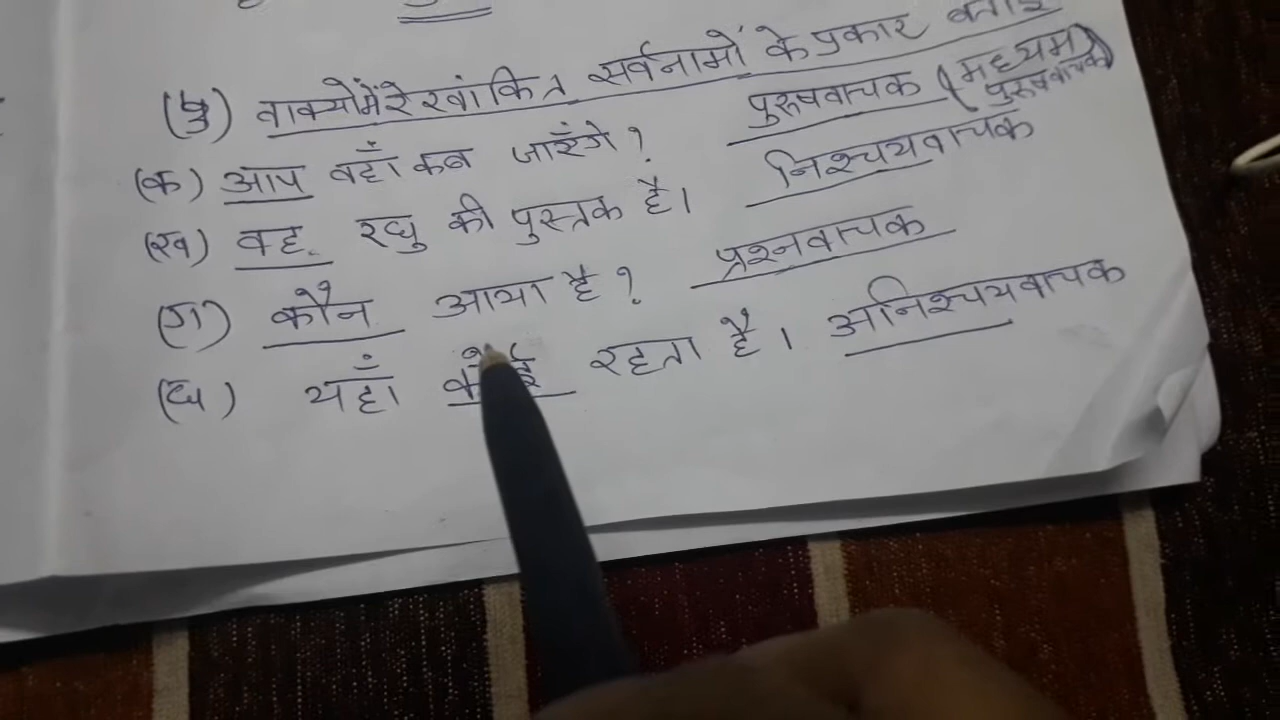 (५) वाक्यों में रेखांकित सर्वनामों के प्रकार
(क) आप वहाँ कब जाएँगे ? पुरुषवाचक (मध्यम पुरुषवाचक)
(ख) वह रघु की पुस्तक है। निश्चयवाचक
(ग) कौन आया है ? प्रश्नवाचक
(घ) यहाँ कोई रहता है। अनिश्चयवाचक